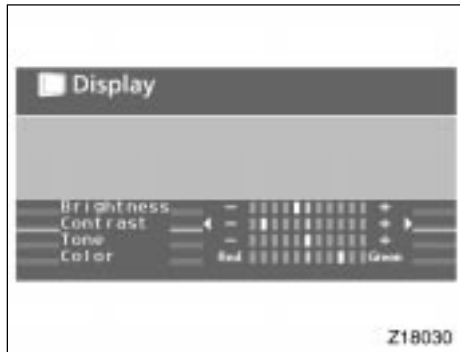 Display
Brightness - +
Contrast - +
Tone - +
Color Red Green
Z18030